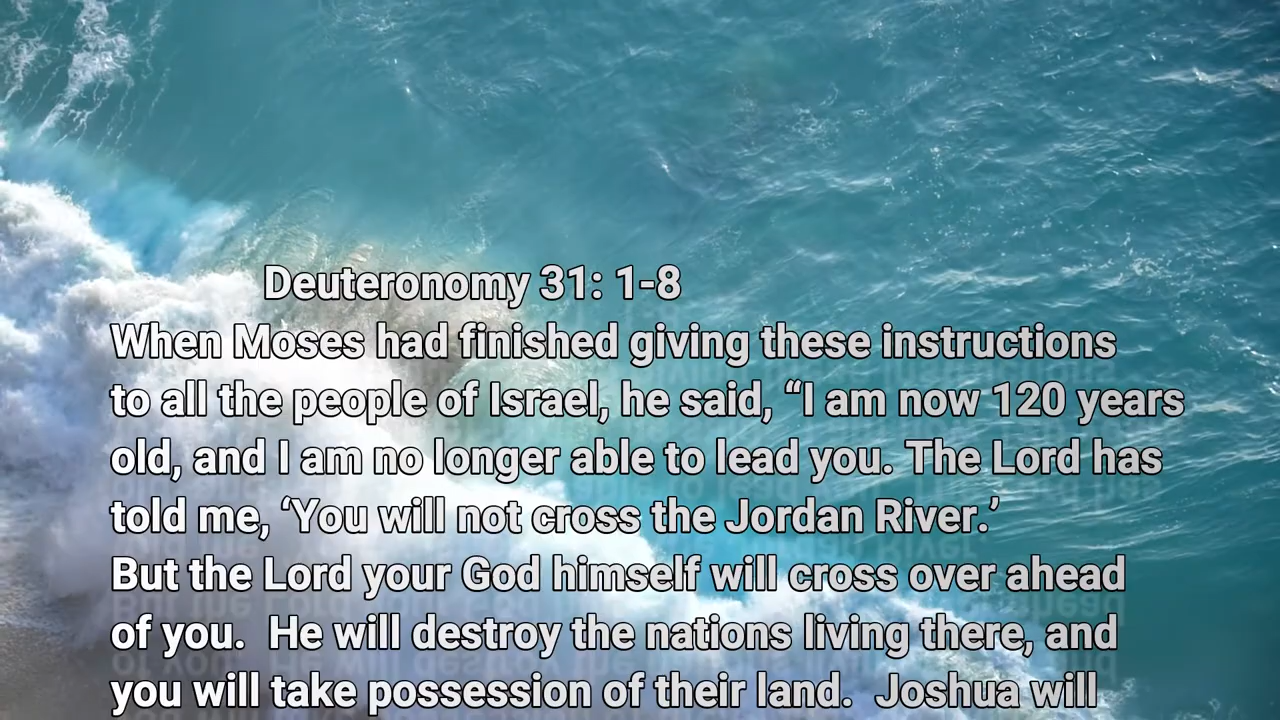 Deuteronomy 31: 1-8
When Moses had finished giving these instructions
to all the people of Israel, he said, “I am now 120 years
old, and I am no longer able to lead you. The Lord has
told me, ‘You will not cross the Jordan River.’
But the Lord your God himself will cross over ahead
of you.  He will destroy the nations living there, and
you will take possession of their land.  Joshua will